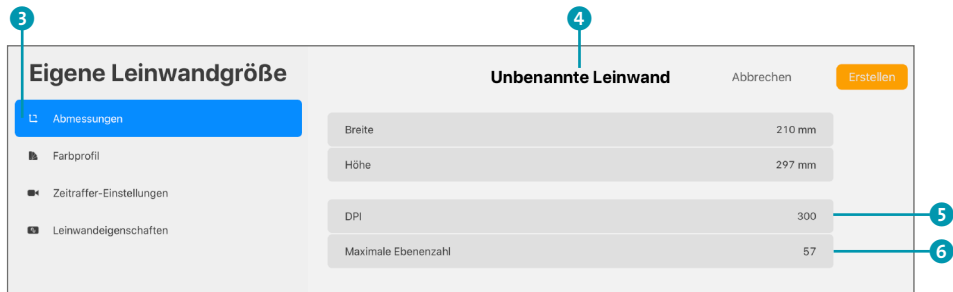 3
4
Eigene Leinwandgröße
Unbenannte Leinwand
Abbrechen
Erstellen
Abmessungen
Farbprofil
Zeitraffer-Einstellungen
Leinwandeigenschaften
Breite 210 mm
Höhe 297 mm
DPI 300
5
Maximale Ebenenzahl 57
6